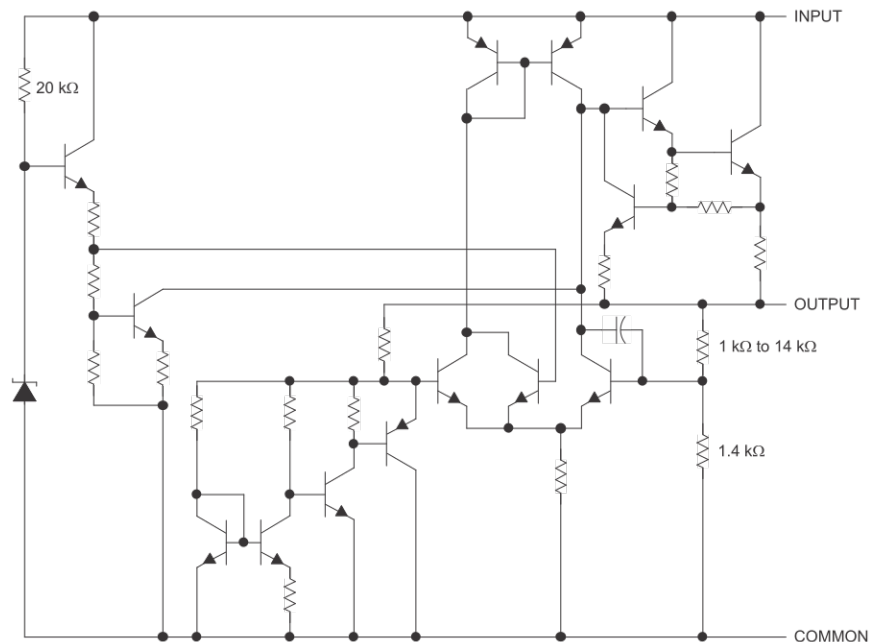 INPUT
20 kΩ
OUTPUT
1 kΩ to 14 kΩ
1.4 kΩ
COMMON